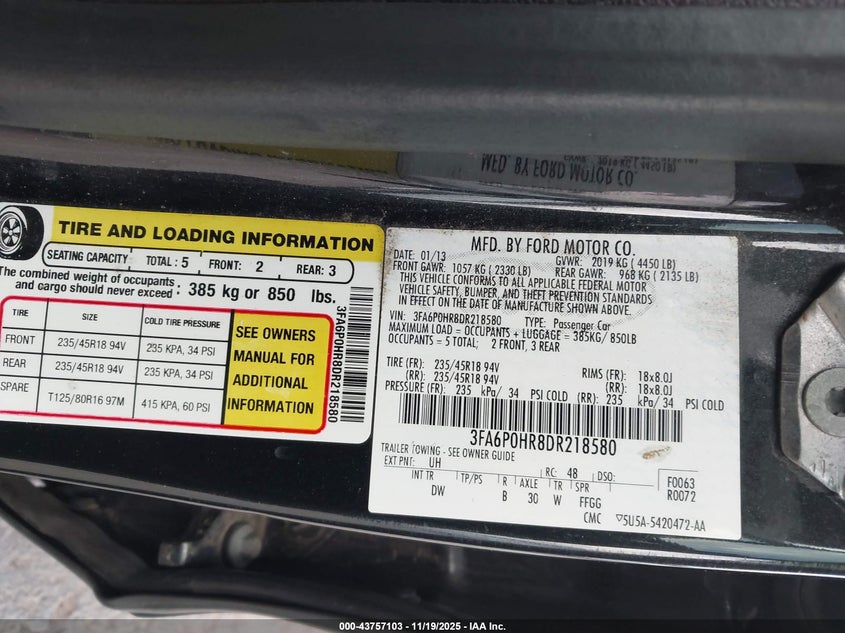 MFD. BY FORD MOTOR CO.
TIRE AND LOADING INFORMATION
SEATING CAPACITY TOTAL: 5 FRONT: 2 REAR: 3
The combined weight of occupants
and cargo should never exceed: 385 kg or 850 lbs.
TIRE SIZE COLD TIRE PRESSURE
FRONT 235/45R18 94V 235 KPA, 34 PSI
REAR 235/45R18 94V 235 KPA, 34 PSI
SPARE T125/80R16 97M 415 KPA, 60 PSI
SEE OWNERS
MANUAL FOR
ADDITIONAL
INFORMATION
3FA6P0HR8DR218580
MFD. BY FORD MOTOR CO.
DATE: 01/13 GVWR: 2019 KG ( 4450 LB)
FRONT GAWR: 1057 KG ( 2330 LB) REAR GAWR: 968 KG ( 2135 LB)
THIS VEHICLE CONFORMS TO ALL APPLICABLE FEDERAL MOTOR
VEHICLE SAFETY, BUMPER, AND THEFT PREVENTION STANDARDS
IN EFFECT ON THE DATE OF MANUFACTURE SHOWN ABOVE.
VIN: 3FA6P0HR8DR218580 TYPE: Passenger Car
MAXIMUM LOAD = OCCUPANTS + LUGGAGE = 385KG/ 850LB
OCCUPANTS = 5 TOTAL; 2 FRONT, 3 REAR
TIRE (FR): 235/45R18 94V RIMS (FR): 18x8.0J
(RR): 235/45R18 94V (RR): 18x8.0J
PRESSURE (FR): 235 kPa/ 34 PSI COLD (RR): 235 kPa/ 34 PSI COLD
3FA6P0HR8DR218580
TRAILER TOWING - SEE OWNER GUIDE
EXT PNT: UH RC: 48 DSO: F0063
R0072
INT TR TP/PS R AXLE TR SPR
DW B 30 W FFGG
CMC ▽5U5A-5420472-AA
000-43757103 - 11/19/2025 - IAA Inc.